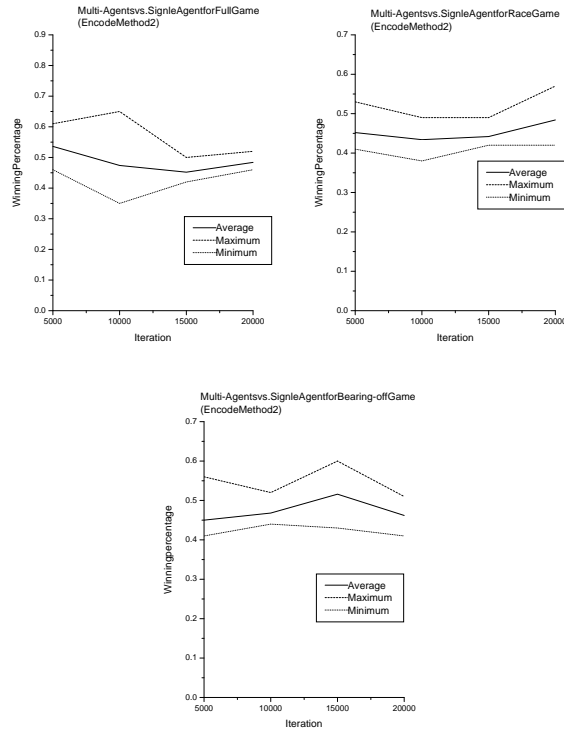 Multi-Agentsvs.SignleAgentforFullGame
(EncodeMethod2)
0.9
0.8
0.7
0.6
0.5
0.4
0.3
0.2
0.1
0.0
WinningPercentage
5000 10000 15000 20000
Iteration
Average
Maximum
Minimum
Multi-Agentsvs.SignleAgentforRaceGame
(EncodeMethod2)
0.7
0.6
0.5
0.4
0.3
0.2
0.1
0.0
WinningPercentage
5000 10000 15000 20000
Iteration
Average
Maximum
Minimum
Multi-Agentsvs.SignleAgentforBearing-offGame
(EncodeMethod2)
0.7
0.6
0.5
0.4
0.3
0.2
0.1
0.0
Winningpercentage
5000 10000 15000 20000
Iteration
Average
Maximum
Minimum